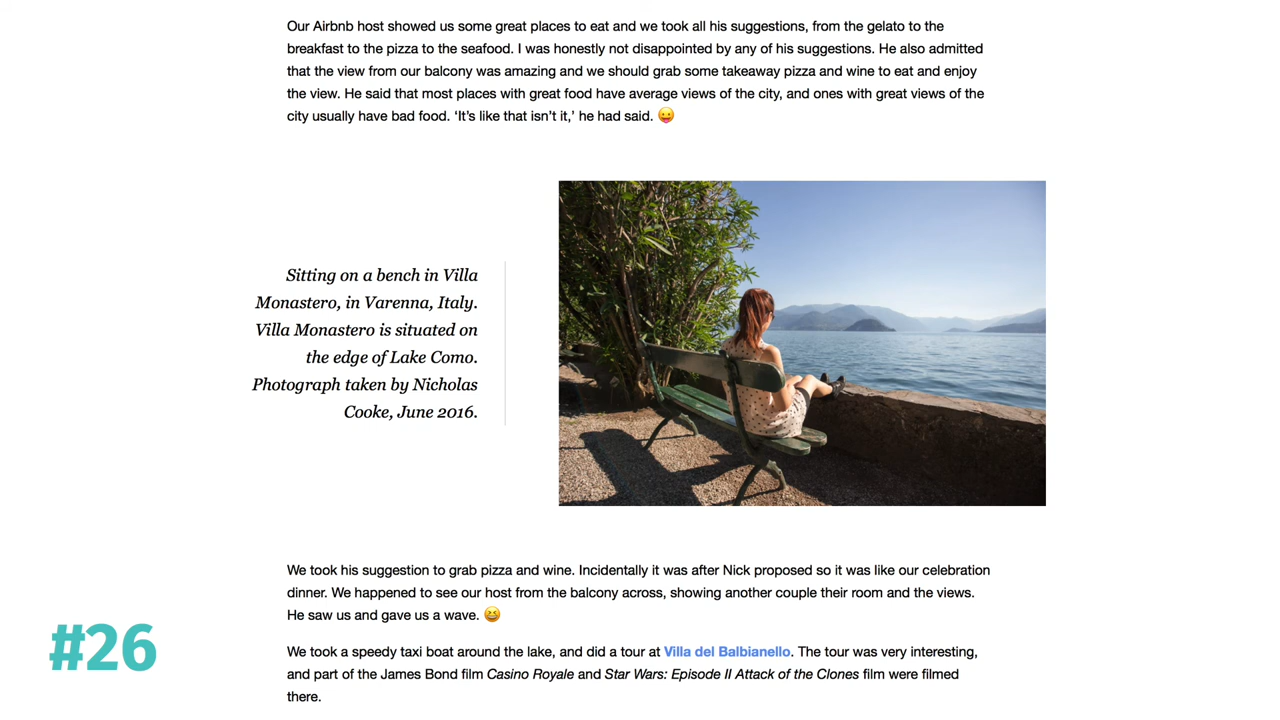 Our Airbnb host showed us some great places to eat and we took all his suggestions, from the gelato to the
breakfast to the pizza to the seafood. I was honestly not disappointed by any of his suggestions. He also admitted
that the view from our balcony was amazing and we should grab some takeaway pizza and wine to eat and enjoy
the view. He said that most places with great food have average views of the city, and ones with great views of the
city usually have bad food. ‘It’s like that isn’t it,’ he had said. 😛
Sitting on a bench in Villa
Monastero, in Varenna, Italy.
Villa Monastero is situated on
the edge of Lake Como.
Photograph taken by Nicholas
Cooke, June 2016.
We took his suggestion to grab pizza and wine. Incidentally it was after Nick proposed so it was like our celebration
dinner. We happened to see our host from the balcony across, showing another couple their room and the views.
He saw us and gave us a wave. 😆
#26
We took a speedy taxi boat around the lake, and did a tour at Villa del Balbianello. The tour was very interesting,
and part of the James Bond film Casino Royale and Star Wars: Episode II Attack of the Clones film were filmed
there.